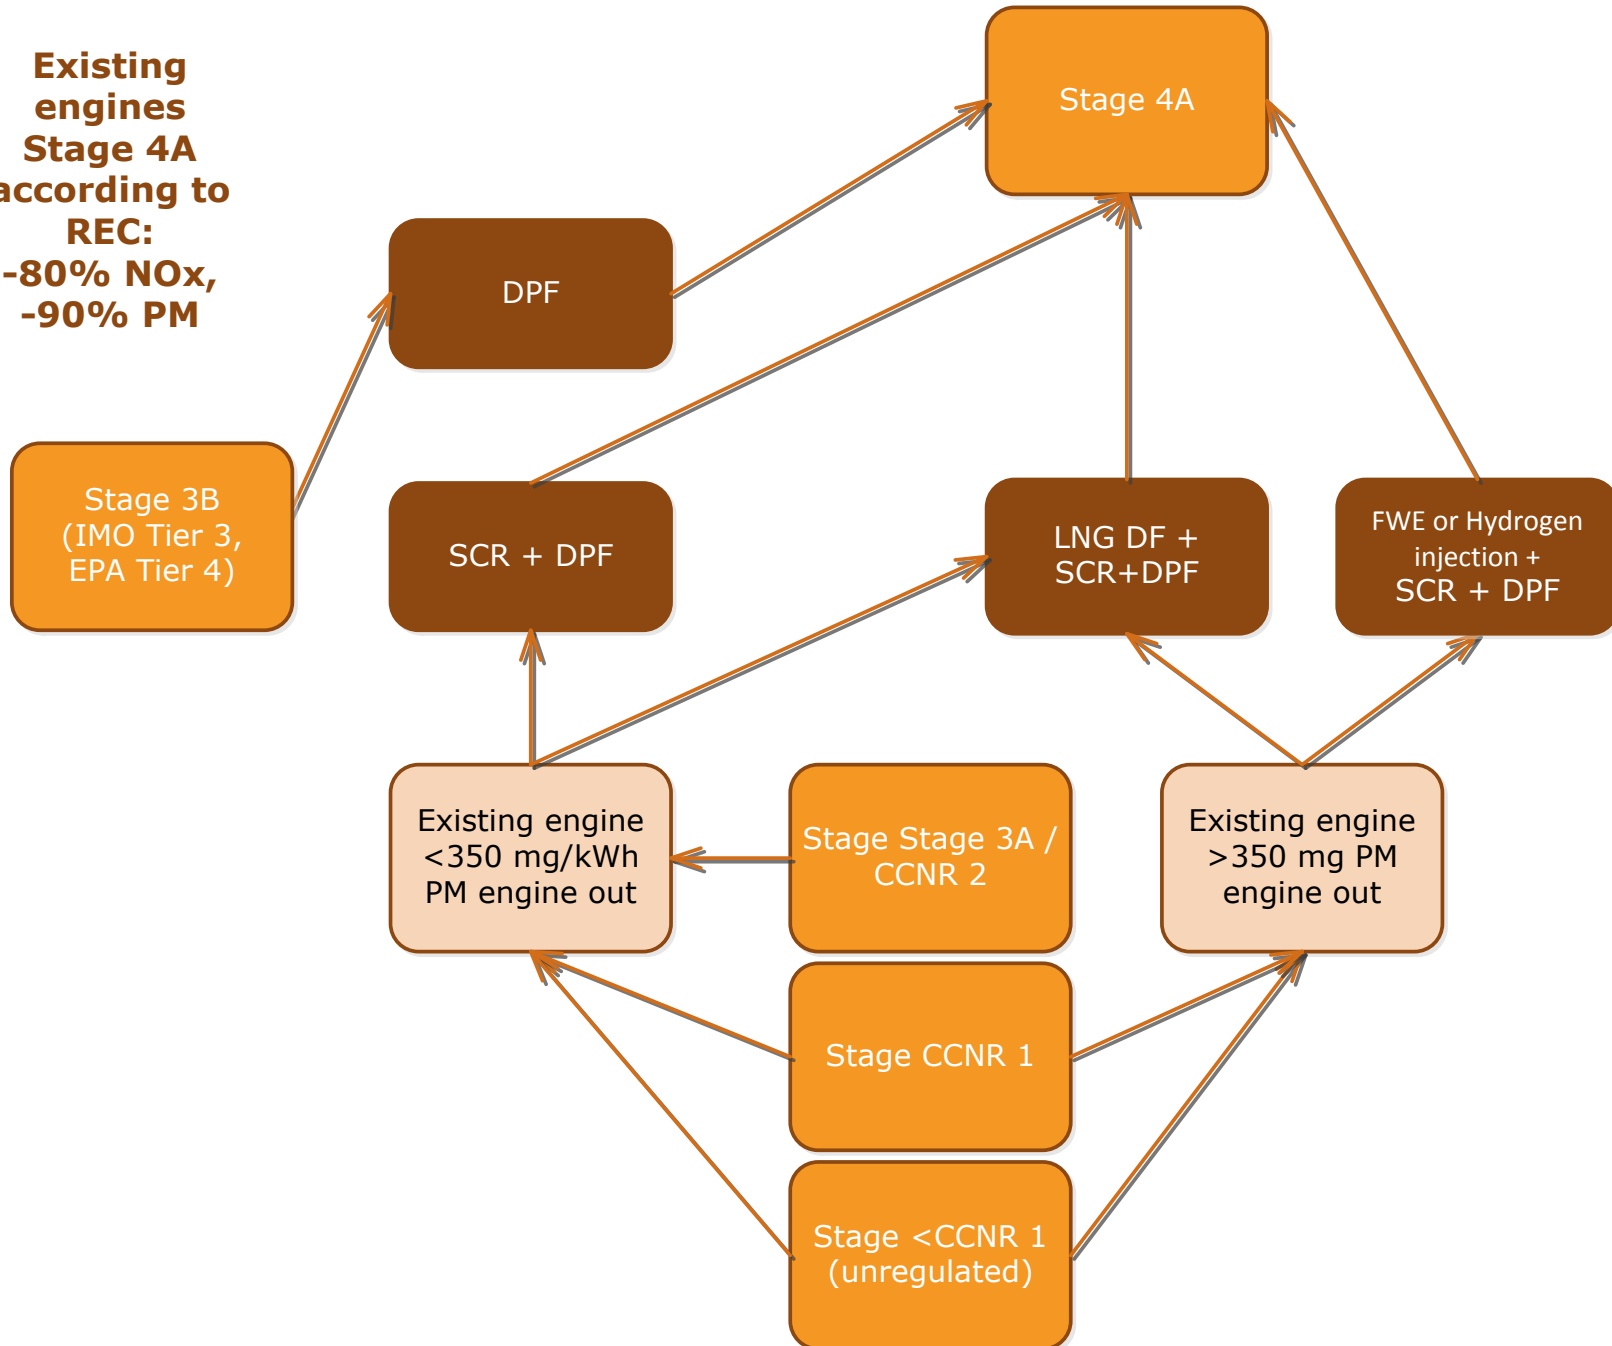 Existing
engines
Stage 4A
according to
REC:
-80% NOx,
-90% PM
Stage 4A
DPF
Stage 3B
(IMO Tier 3,
EPA Tier 4)
SCR + DPF
LNG DF +
SCR+DPF
FWE or Hydrogen
injection +
SCR + DPF
Existing engine
<350 mg/kWh
PM engine out
Stage Stage 3A /
CCNR 2
Existing engine
>350 mg PM
engine out
Stage CCNR 1
Stage <CCNR 1
(unregulated)